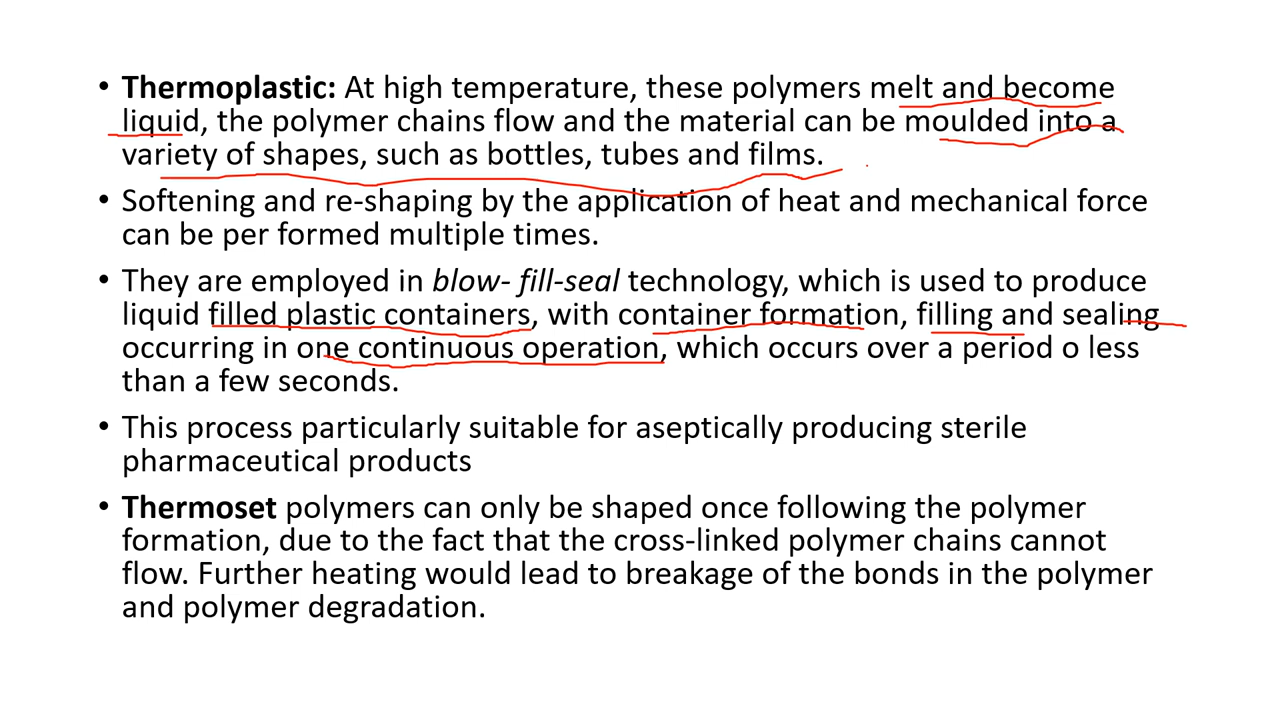 • Thermoplastic: At high temperature, these polymers melt and become
liquid, the polymer chains flow and the material can be moulded into a
variety of shapes, such as bottles, tubes and films.
• Softening and re-shaping by the application of heat and mechanical force
can be per formed multiple times.
• They are employed in blow- fill-seal technology, which is used to produce
liquid filled plastic containers, with container formation, filling and sealing
occurring in one continuous operation, which occurs over a period o less
than a few seconds.
• This process particularly suitable for aseptically producing sterile
pharmaceutical products
• Thermoset polymers can only be shaped once following the polymer
formation, due to the fact that the cross-linked polymer chains cannot
flow. Further heating would lead to breakage of the bonds in the polymer
and polymer degradation.